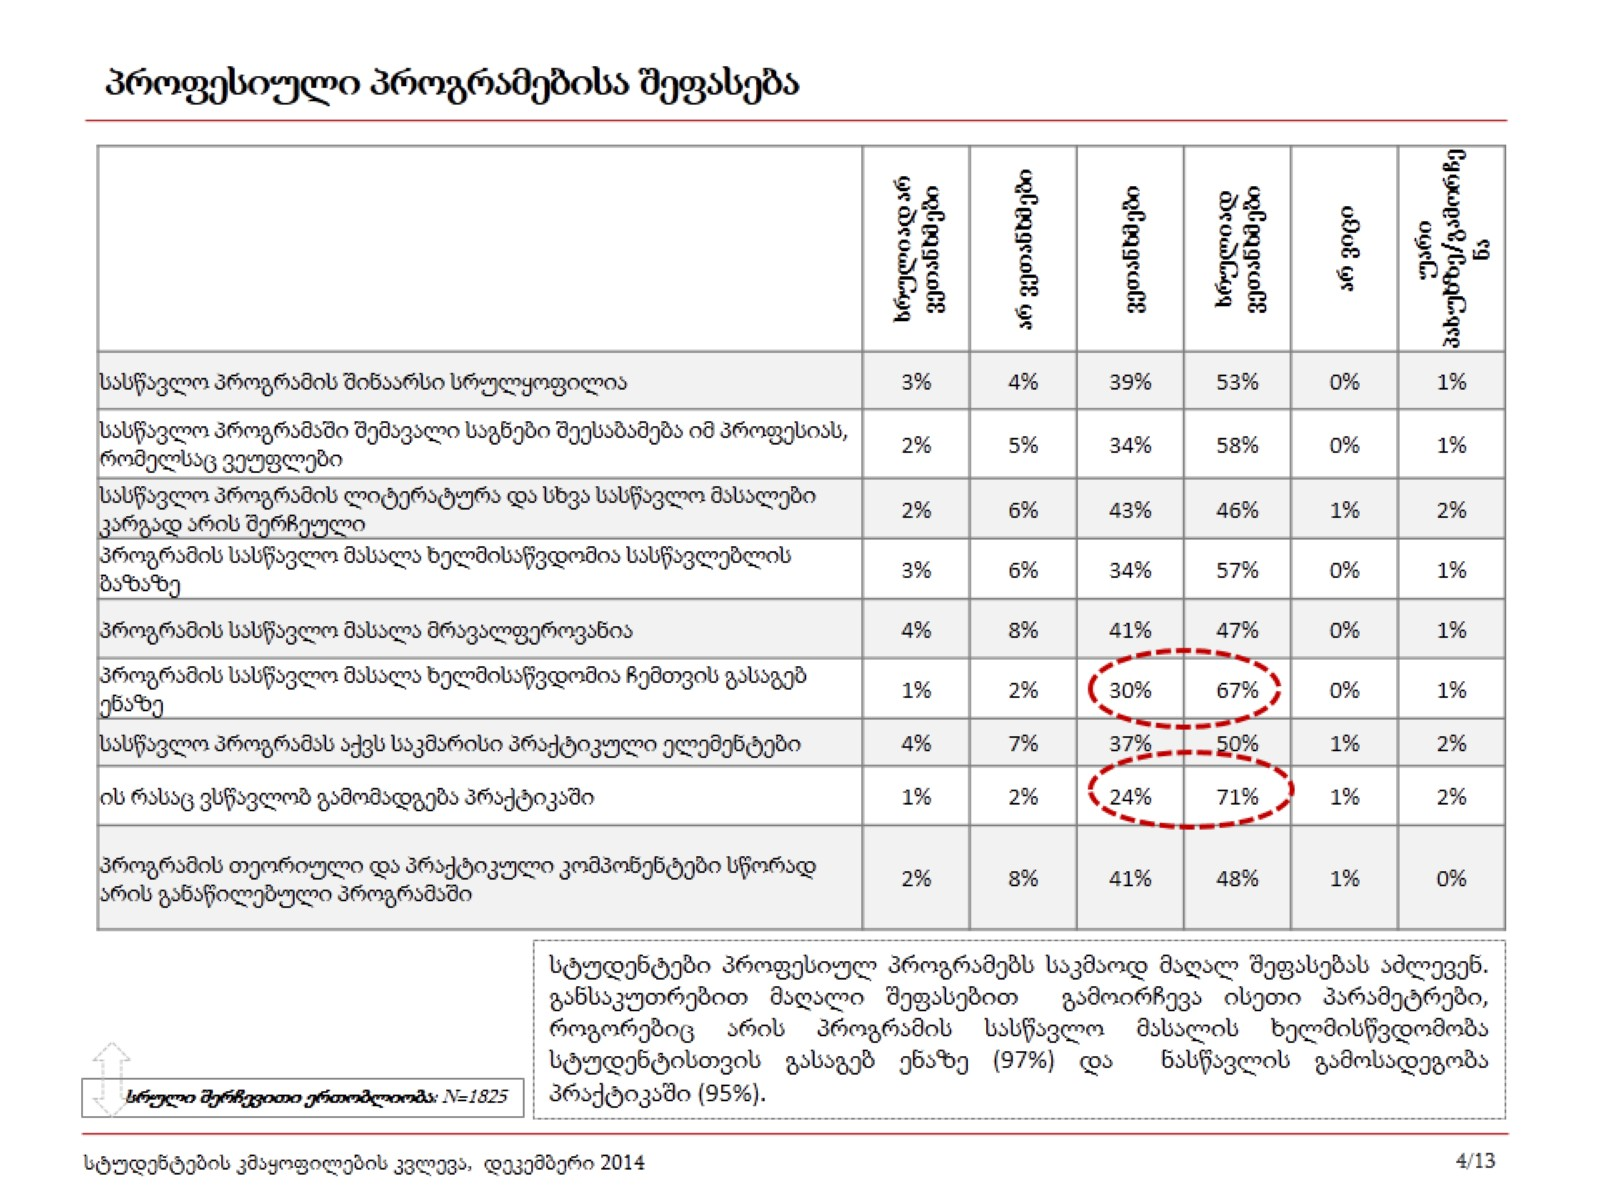 პროფესიული პროგრამებისა შეფასება
სრულიად არ
ვეთანხმები
არ ვეთანხმები
ვეთანხმები
სრულიად
ვეთანხმები
არ ვიცი
უარი
პასუხზე/გამორჩე
ნა
სასწავლო პროგრამის შინაარსი სრულყოფილია 3% 4% 39% 53% 0% 1%
სასწავლო პროგრამაში შემავალი საგნები შეესაბამება იმ პროფესიას,
რომელსაც ვეუფლები 2% 5% 34% 58% 0% 1%
სასწავლო პროგრამის ლიტერატურა და სხვა სასწავლო მასალები
კარგად არის შერჩეული 2% 6% 43% 46% 1% 2%
პროგრამის სასწავლო მასალა ხელმისაწვდომია სასწავლებლის
ბაზაზე 3% 6% 34% 57% 0% 1%
პროგრამის სასწავლო მასალა მრავალფეროვანია 4% 8% 41% 47% 0% 1%
პროგრამის სასწავლო მასალა ხელმისაწვდომია ჩემთვის გასაგებ
ენაზე 1% 2% 30% 67% 0% 1%
სასწავლო პროგრამას აქვს საკმარისი პრაქტიკული ელემენტები 4% 7% 37% 50% 1% 2%
ის რასაც ვსწავლობ გამომადგება პრაქტიკაში 1% 2% 24% 71% 1% 2%
პროგრამის თეორიული და პრაქტიკული კომპონენტები სწორად
არის განაწილებული პროგრამაში 2% 8% 41% 48% 1% 0%
სტუდენტები პროფესიულ პროგრამებს საკმაოდ მაღალ შეფასებას აძლევენ.
განსაკუთრებით მაღალი შეფასებით გამოირჩევა ისეთი პარამეტრები,
როგორებიც არის პროგრამის სასწავლო მასალის ხელმისწვდომობა
სტუდენტისთვის გასაგებ ენაზე (97%) და ნასწავლის გამოსადეგობა
პრაქტიკაში (95%).
სრული შერჩევითი ერთობლიობა: N=1825
სტუდენტების კმაყოფილების კვლევა, დეკემბერი 2014
4/13